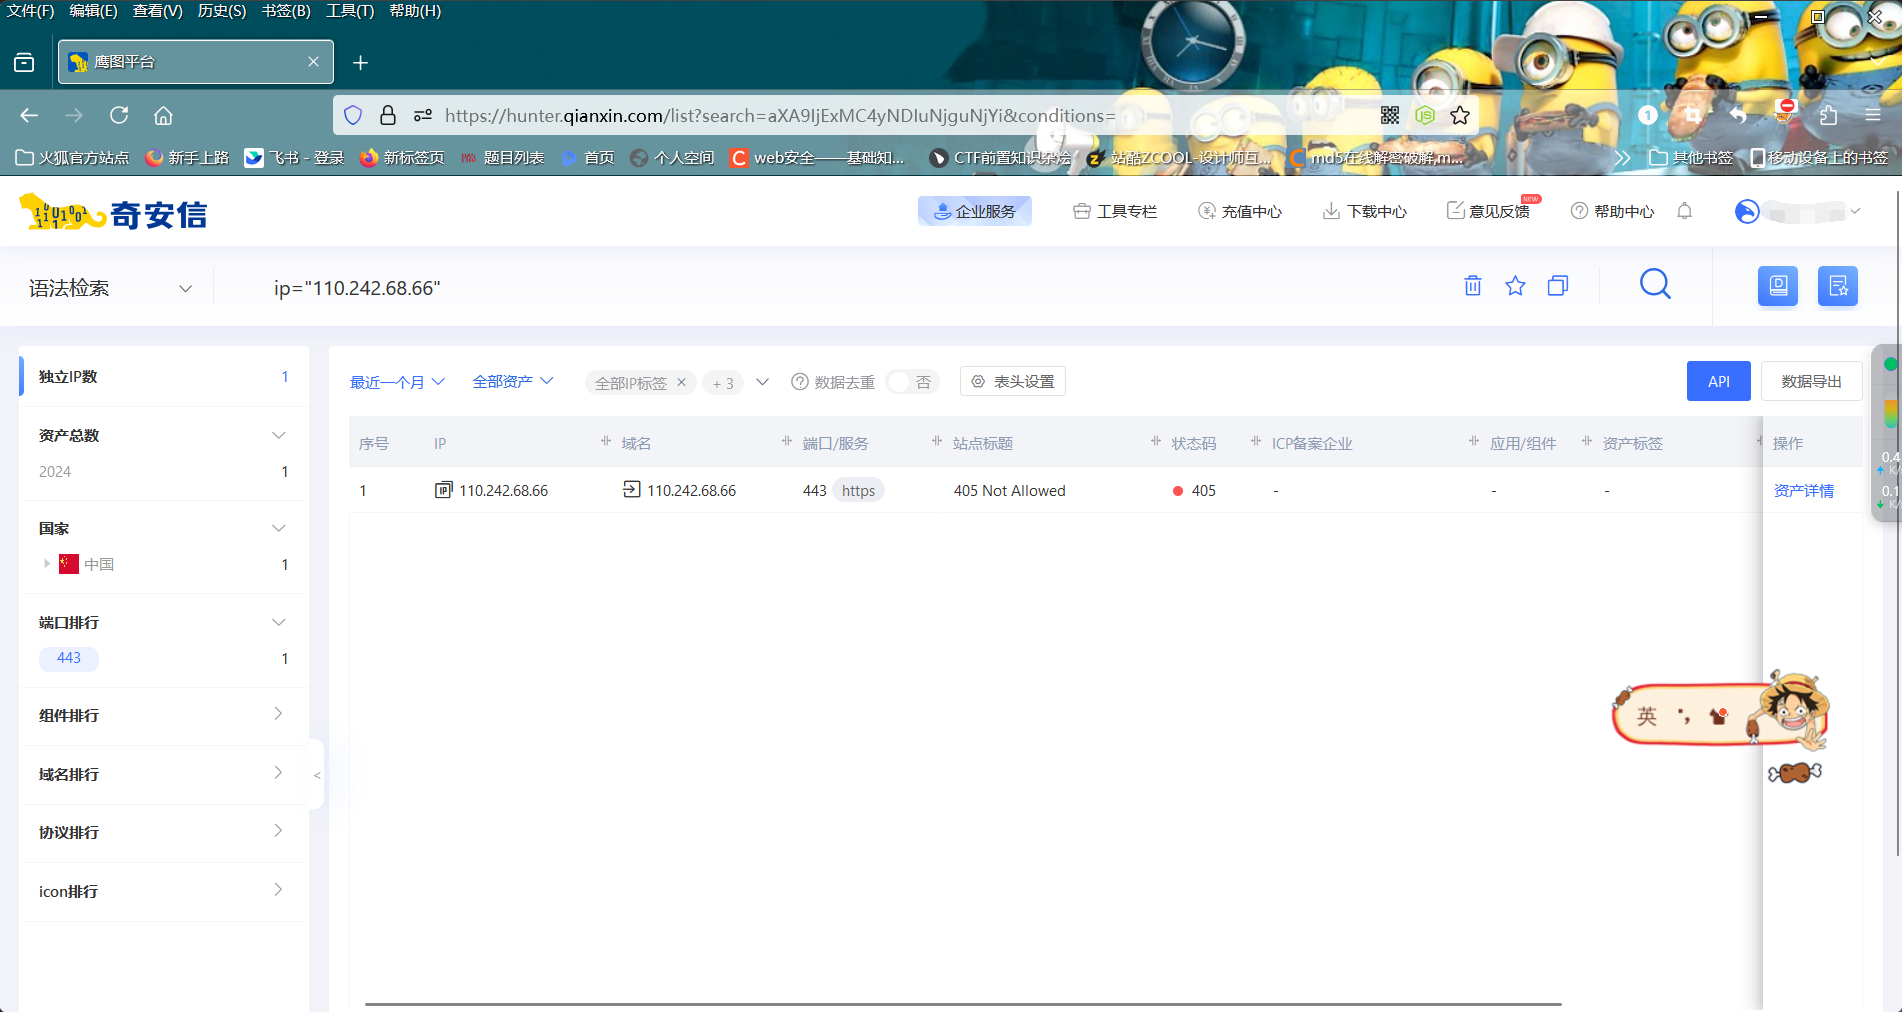 文件(F) 编辑(E) 查看(V) 历史(S) 书签(B) 工具(T) 帮助(H)
鹰图平台
https://hunter.qianxin.com/list?search=aXA9IjExMC4yNDIuNjguNjYi&conditions=
火狐官方站点 新手上路 飞书 - 登录 新标签页 题目列表 首页 个人空间 web安全——基础知... CTF前置知识杂烩 站酷ZCOOL-设计师互... md5在线解密破解,m... 其他书签 移动设备上的书签
奇安信 企业服务 工具专栏 充值中心 下载中心 意见反馈 NEW 帮助中心
语法检索 ip="110.242.68.66"
独立IP数 1
资产总数
2024 1
国家
中国 1
端口排行
443 1
组件排行
域名排行
协议排行
icon排行
最近一个月 全部资产 全部IP标签 × + 3 数据去重 否 表头设置 API 数据导出
序号 IP 域名 端口/服务 站点标题 状态码 ICP备案企业 应用/组件 资产标签 操作
1 110.242.68.66 110.242.68.66 443 https 405 Not Allowed 405 - - - 资产详情
0.4
0.1
英